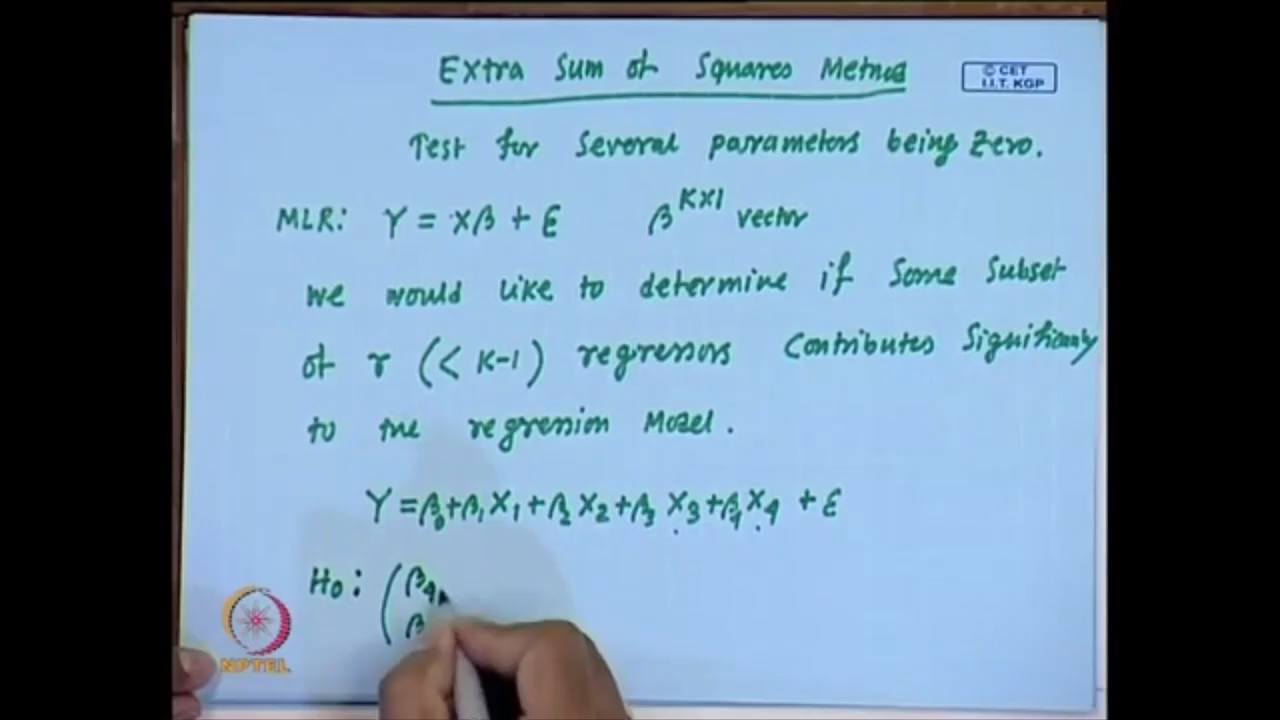 Extra Sum of Squares Method
© CET
I.I.T. KGP
Test for several parameters being zero.
MLR: Y = Xβ + ε β^{K×1} vector
We would like to determine if some subset
of r (< K-1) regressors contributes significantly
to the regression model.
Y = β₀ + β₁X₁ + β₂X₂ + β₃X₃ + β₄X₄ + ε
H₀: (β₄
β
NPTEL